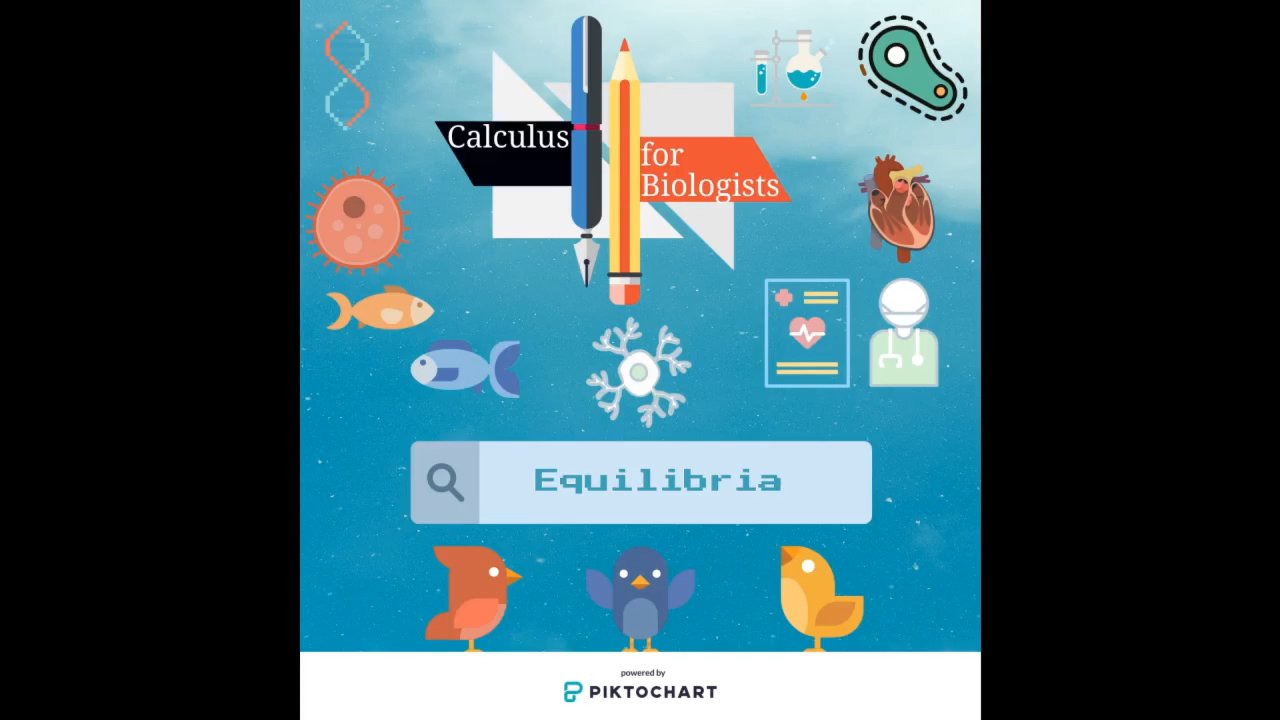 Calculus
for
Biologists
Equilibria
powered by
PIKTOCHART